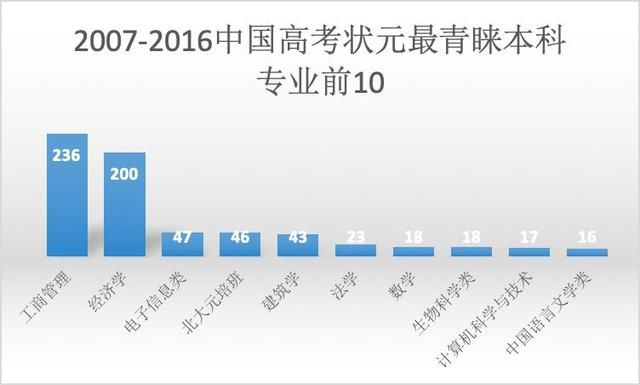 2007-2016中国高考状元最青睐本科
专业前10
236
200
47
46
43
23
18
18
17
16
工商管理
经济学
电子信息类
北大元培班
建筑学
法学
数学
生物科学类
计算机科学与技术
中国语言文学类